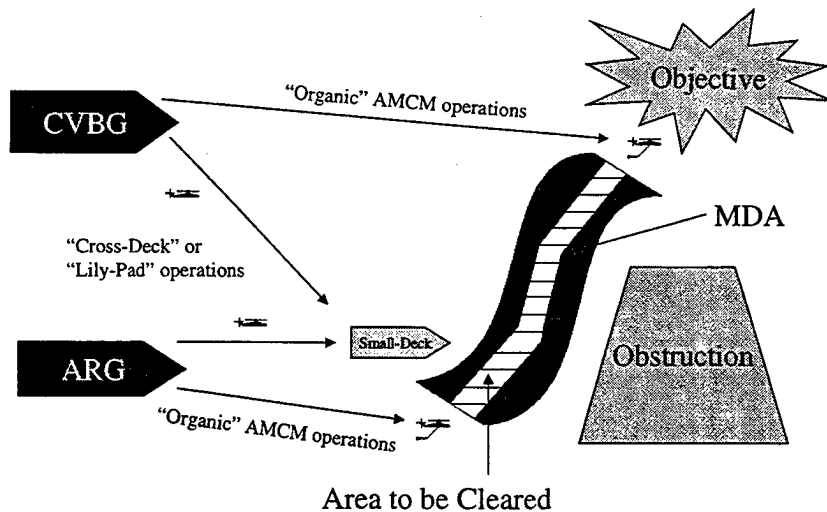 Objective
"Organic" AMCM operations
CVBG
MDA
"Cross-Deck" or
"Lily-Pad" operations
Small-Deck
Obstruction
ARG
"Organic" AMCM operations
Area to be Cleared